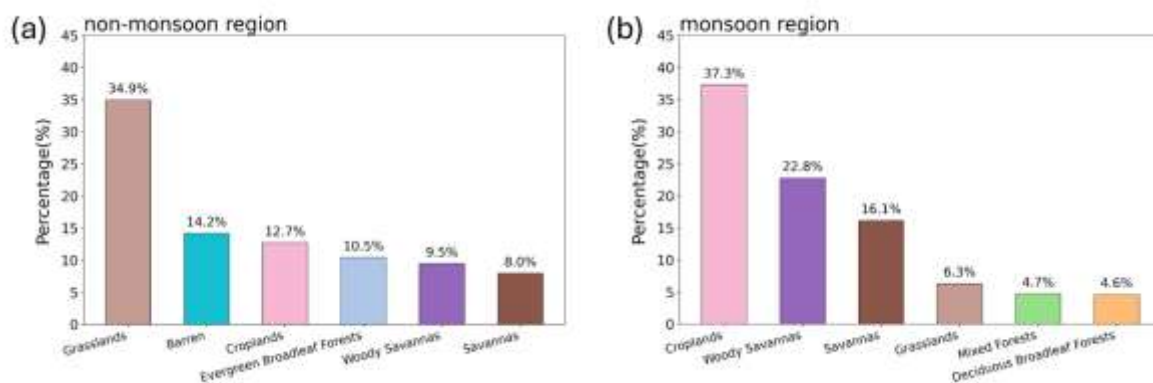 (a)
non-monsoon region
Percentage(%)
45
40
35
30
25
20
15
10
5
0
34.9%
14.2%
12.7%
10.5%
9.5%
8.0%
Grasslands
Barren
Croplands
Evergreen Broadleaf Forests
Woody Savannas
Savannas
(b)
monsoon region
Percentage(%)
45
40
35
30
25
20
15
10
5
0
37.3%
22.8%
16.1%
6.3%
4.7%
4.6%
Croplands
Woody Savannas
Savannas
Grasslands
Mixed Forests
Deciduous Broadleaf Forests